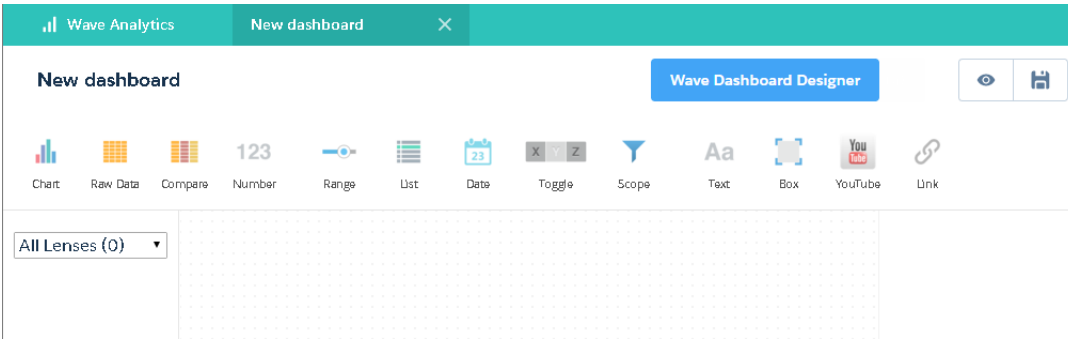 Wave Analytics New dashboard
New dashboard Wave Dashboard Designer
123 23 X Y Z Aa You Tube
Chart Raw Data Compare Number Range List Date Toggle Scope Text Box YouTube Link
All Lenses (0)